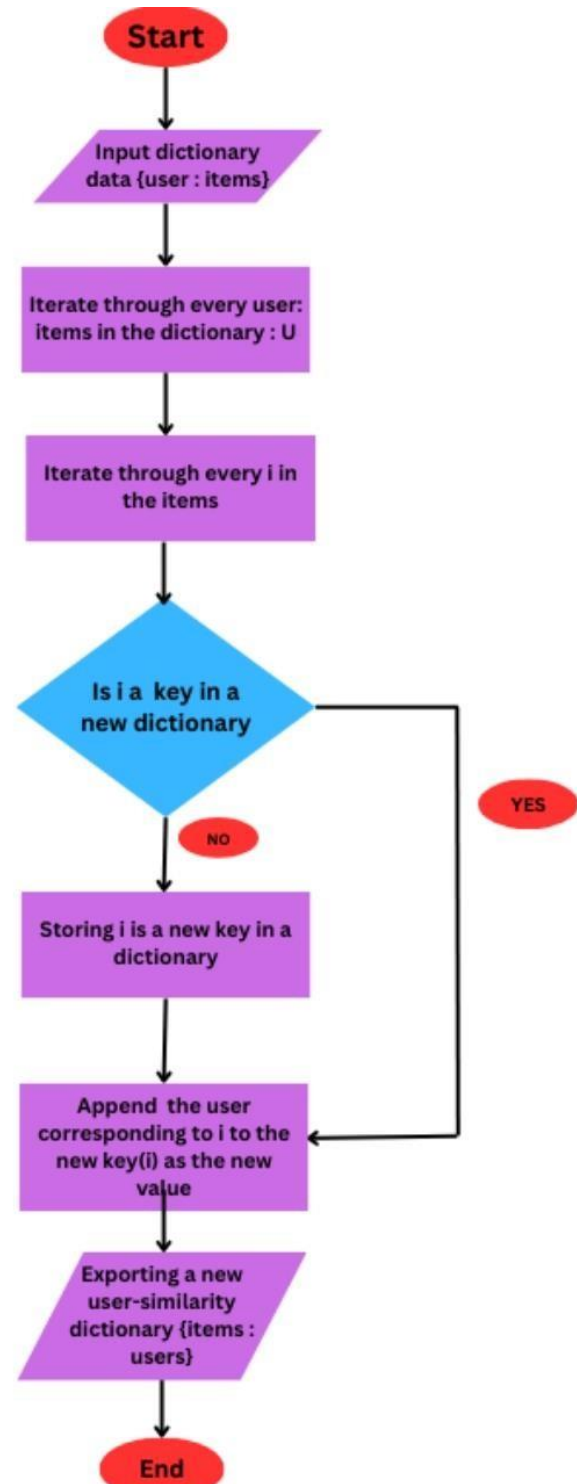 Start
Input dictionary
data {user : items}
Iterate through every user:
items in the dictionary : U
Iterate through every i in
the items
Is i a key in a
new dictionary
YES
NO
Storing i is a new key in a
dictionary
Append the user
corresponding to i to the
new key(i) as the new
value
Exporting a new
user-similarity
dictionary {items :
users}
End